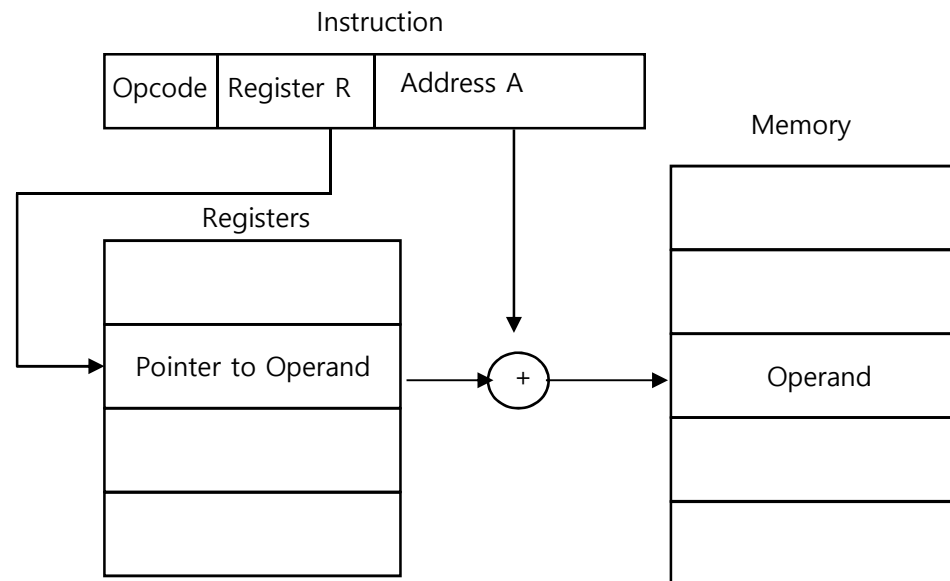 Instruction
Opcode Register R Address A
Memory
Registers
Pointer to Operand
+
Operand